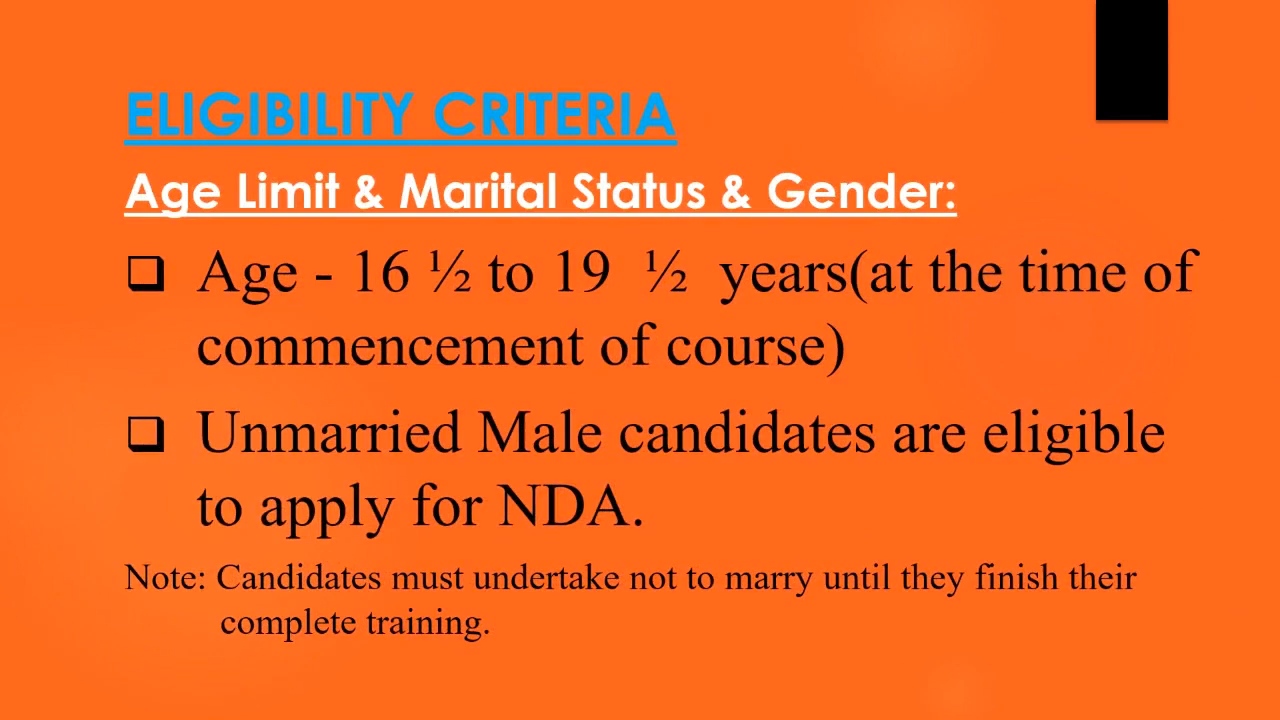 ELIGIBILITY CRITERIA
Age Limit & Marital Status & Gender:
❑ Age - 16 ½ to 19 ½ years(at the time of
commencement of course)
❑ Unmarried Male candidates are eligible
to apply for NDA.
Note: Candidates must undertake not to marry until they finish their
complete training.